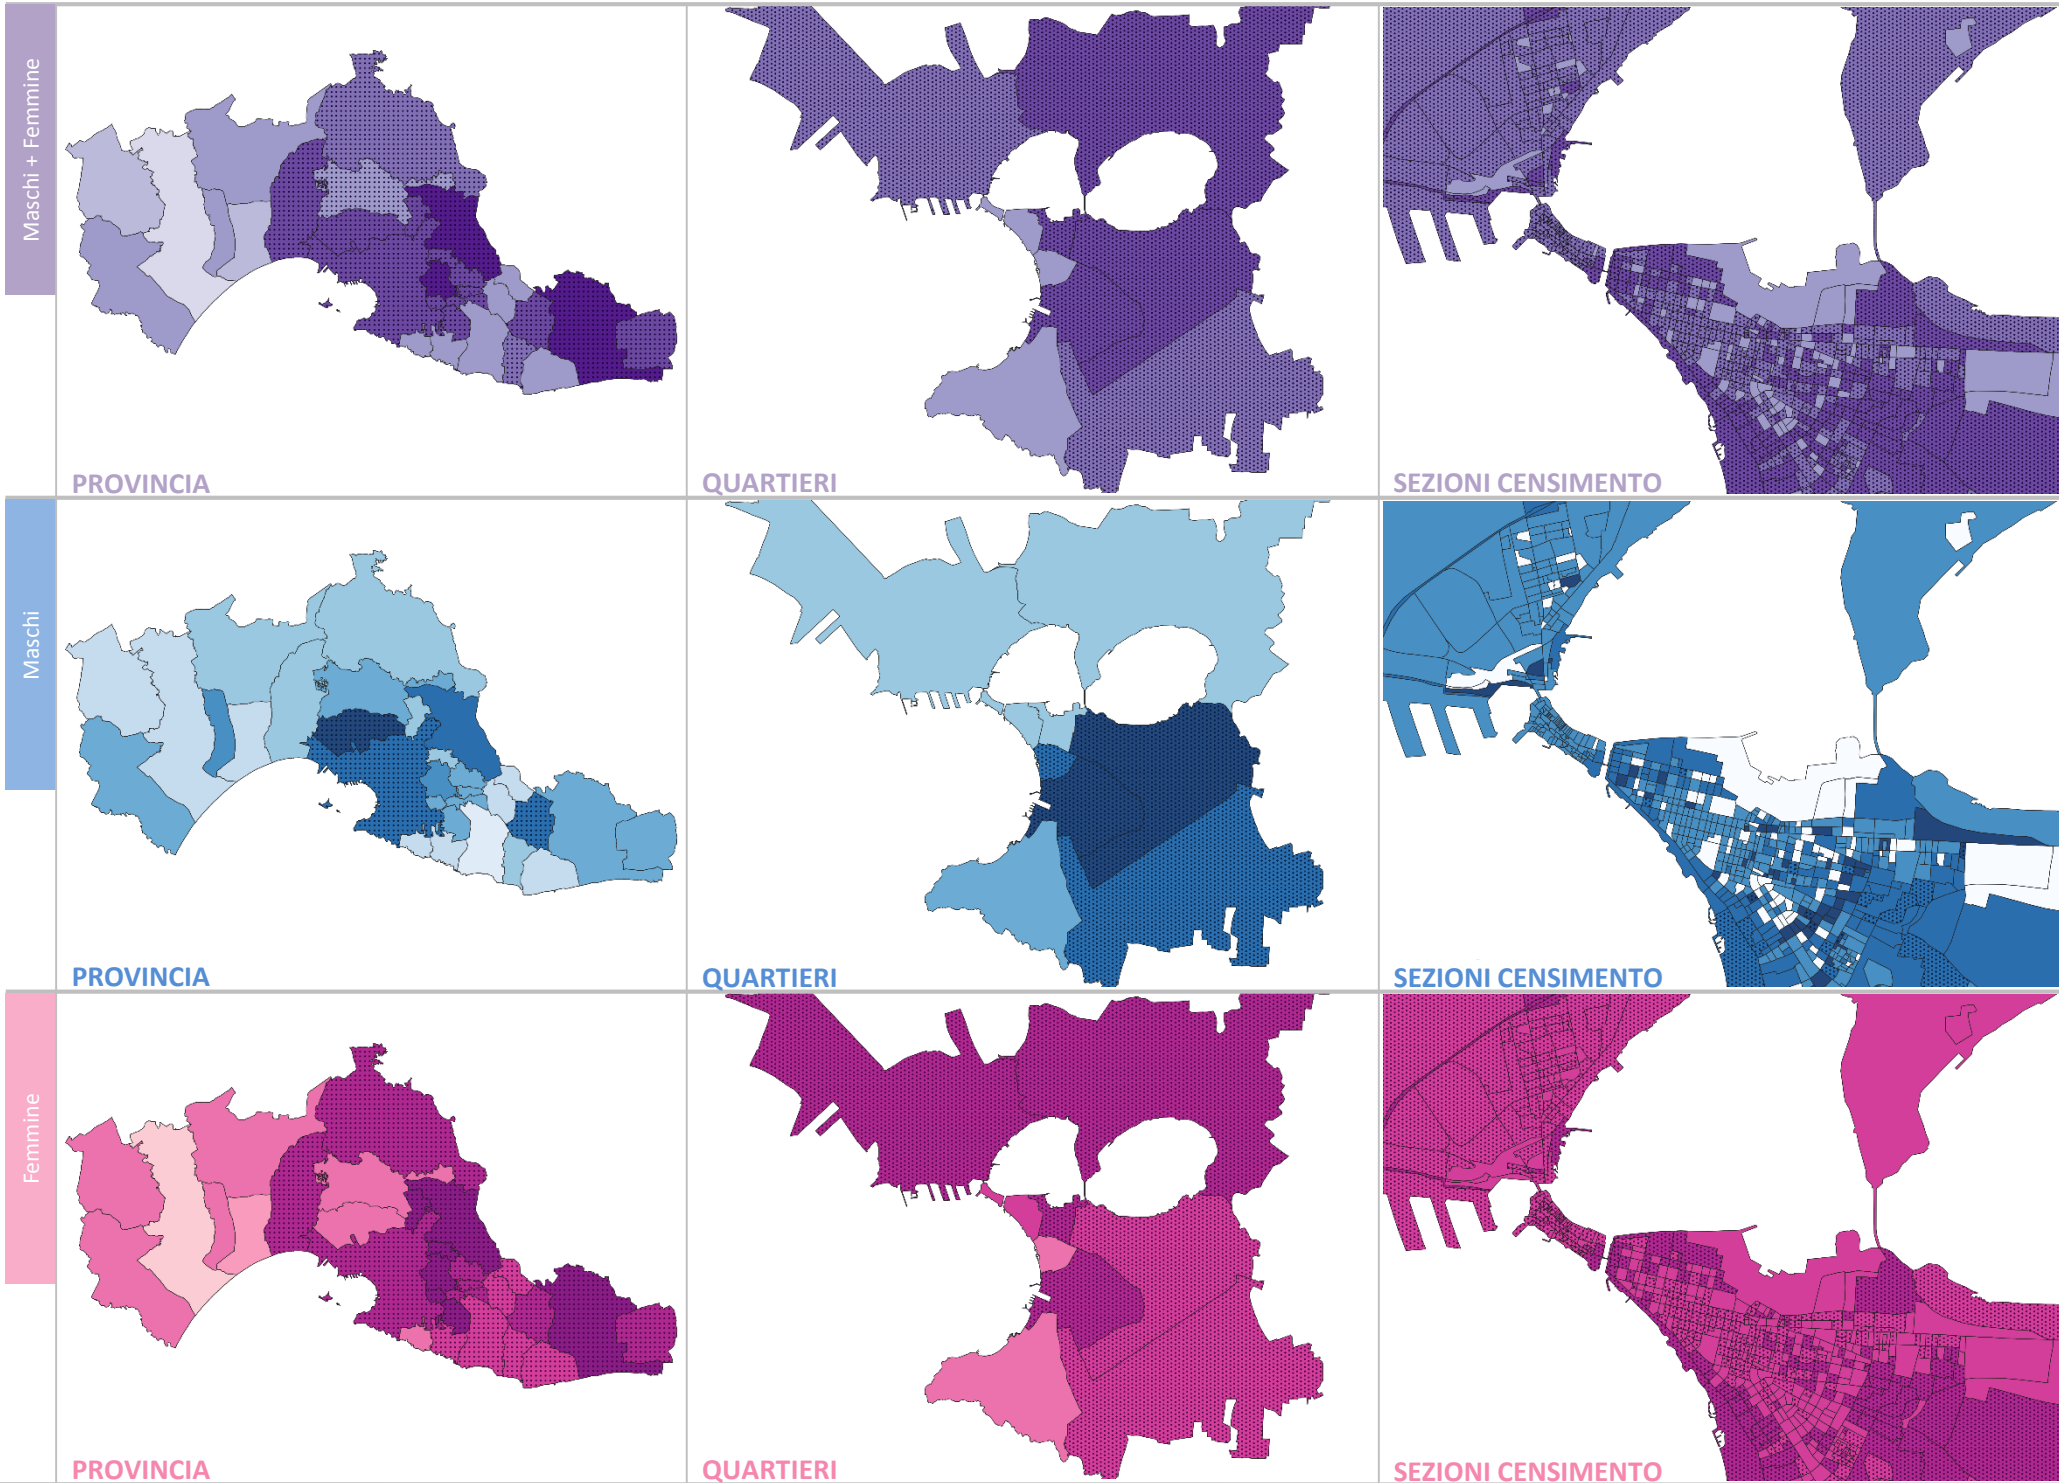 Maschi + Femmine
PROVINCIA
QUARTIERI
SEZIONI CENSIMENTO
Maschi
PROVINCIA
QUARTIERI
SEZIONI CENSIMENTO
Femmine
PROVINCIA
QUARTIERI
SEZIONI CENSIMENTO